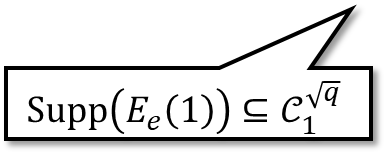 Supp(E_e(1)) ⊆ 𝒞_1^{√q}